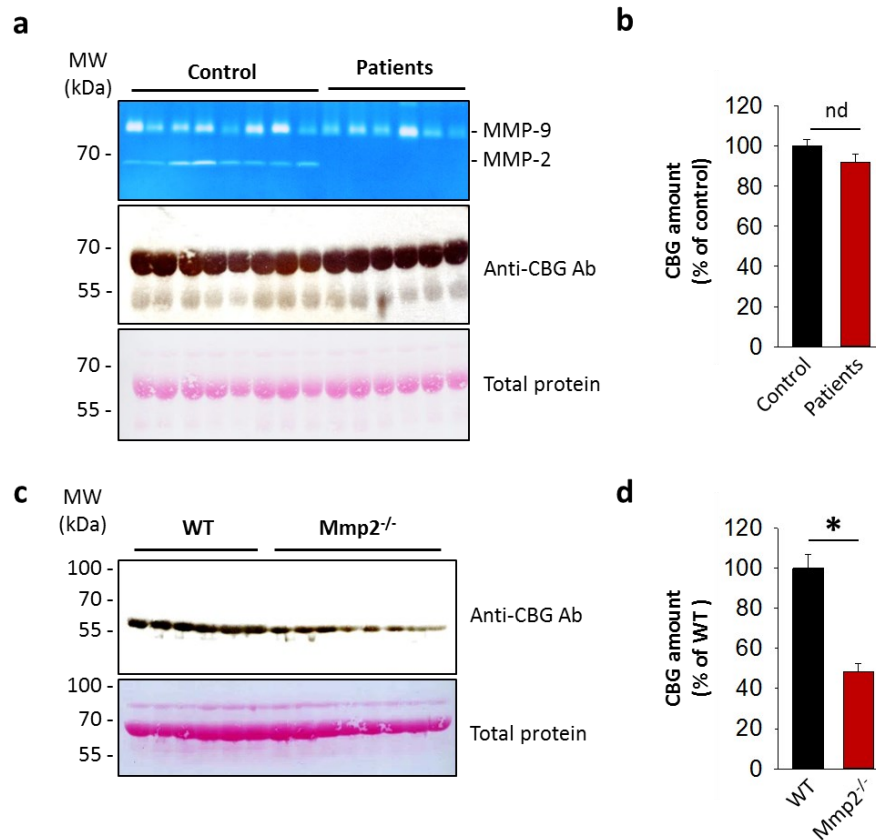 a
MW
(kDa)
Control
Patients
70 -
- MMP-9
- MMP-2
70 -
55 -
Anti-CBG Ab
70 -
55 -
Total protein
b
CBG amount
(% of control)
120
100
80
60
40
20
0
nd
Control
Patients
c
MW
(kDa)
WT
Mmp2-/-
100 -
70 -
55 -
Anti-CBG Ab
100 -
70 -
55 -
Total protein
d
CBG amount
(% of WT )
120
100
80
60
40
20
0
*
WT
Mmp2-/-